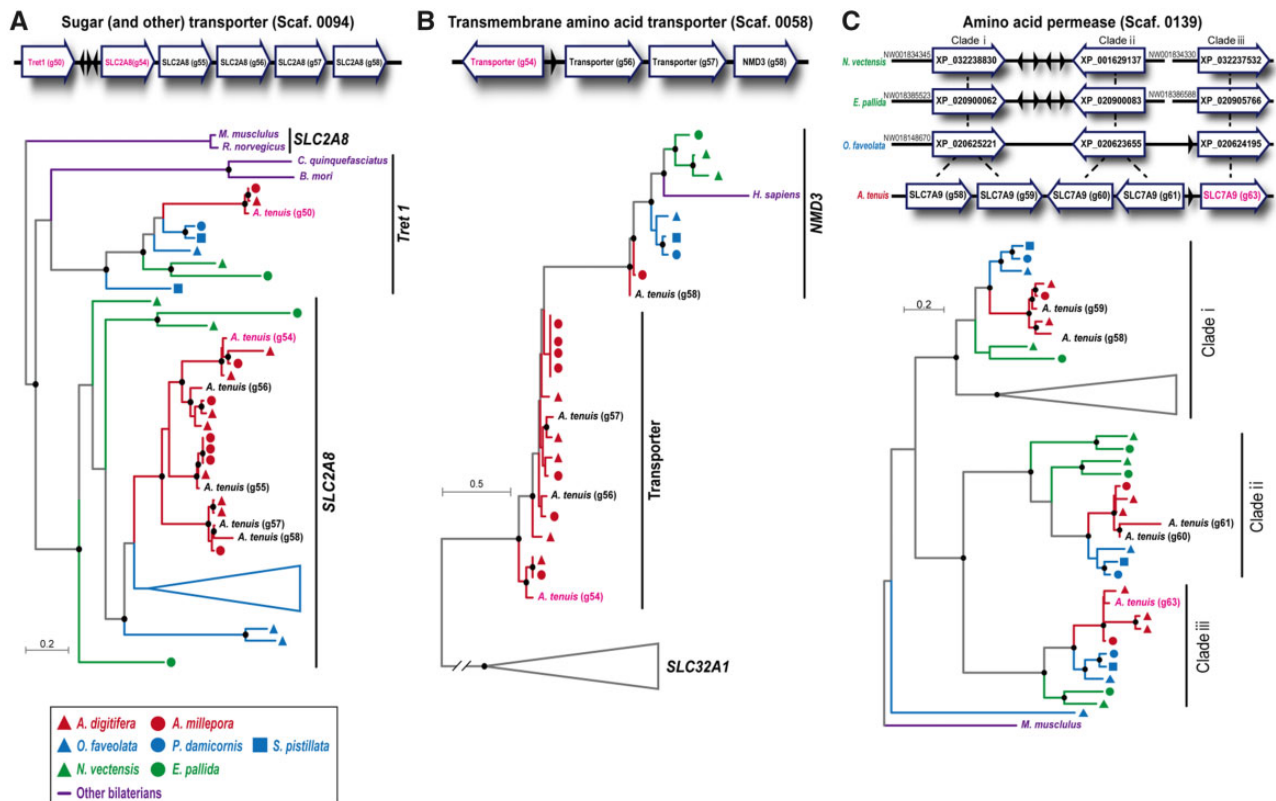 A
Sugar (and other) transporter (Scaf. 0094)
Tret1 (g50)
SLC2A8(g54)
SLC2A8 (g55)
SLC2A8 (g56)
SLC2A8 (g57)
SLC2A8 (g58)
M. musclulus
R. norvegicus
SLC2A8
C. quinquefasciatus
B. mori
A. tenuis (g50)
Tret 1
A. tenuis (g54)
A. tenuis (g56)
A. tenuis (g55)
A. tenuis (g57)
A. tenuis (g58)
SLC2A8
0.2
A. digitifera
A. millepora
O. faveolata
P. damicornis
S. pistillata
N. vectensis
E. pallida
Other bilaterians
B
Transmembrane amino acid transporter (Scaf. 0058)
Transporter (g54)
Transporter (g56)
Transporter (g57)
NMD3 (g58)
H. sapiens
NMD3
A. tenuis (g58)
A. tenuis (g57)
0.5
A. tenuis (g56)
Transporter
A. tenuis (g54)
SLC32A1
C
Amino acid permease (Scaf. 0139)
Clade i
Clade ii
Clade iii
NW001834345
NW001834330
N. vectensis
XP_032238830
XP_001629137
XP_032237532
NW018385523
NW018386588
E. pallida
XP_020900062
XP_020900083
XP_020905766
NW018148670
O. faveolata
XP_020625221
XP_020623655
XP_020624195
A. tenuis
SLC7A9 (g58)
SLC7A9 (g59)
SLC7A9 (g60)
SLC7A9 (g61)
SLC7A9 (g63)
0.2
A. tenuis (g59)
A. tenuis (g58)
Clade i
A. tenuis (g61)
A. tenuis (g60)
Clade ii
A. tenuis (g63)
Clade iii
M. musclulus